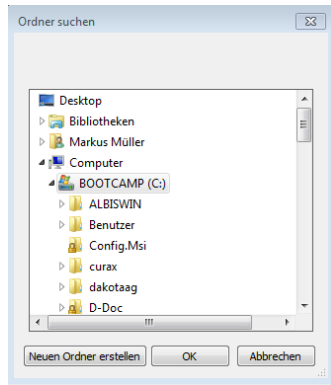 Ordner suchen
Desktop
Bibliotheken
Markus Müller
Computer
BOOTCAMP (C:)
ALBISWIN
Benutzer
Config.Msi
curax
dakotaag
D-Doc
Neuen Ordner erstellen OK Abbrechen